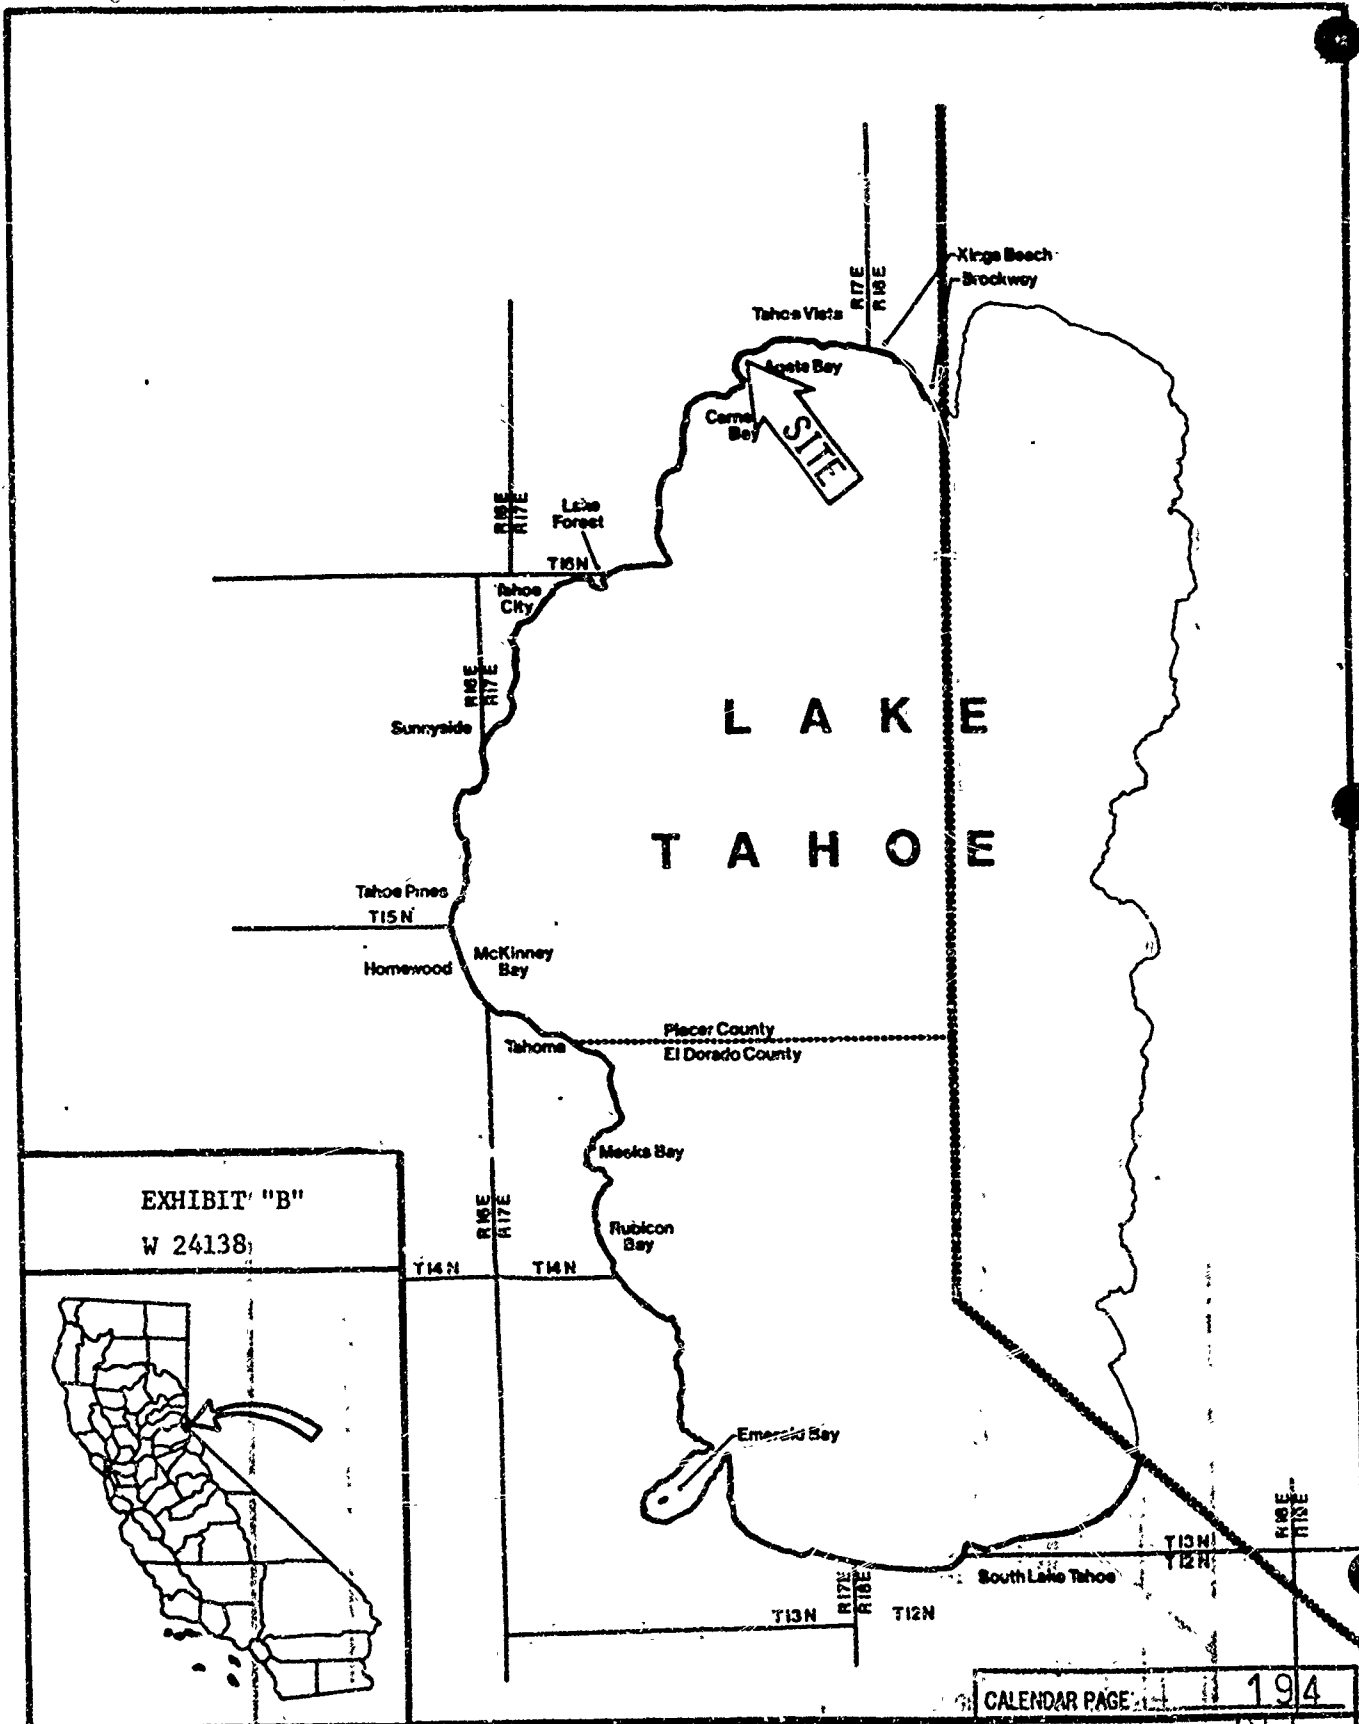 Kings Beach
Brockway
R17E
R18E
Tahoe Vista
Agate Bay
Carnel
Bay
SITE
R16E
R17E
Lake
Forest
T16N
Tahoe
City
R16E
R17E
Sunnyside
LAKE
TAHOE
Tahoe Pines
T15N
Homewood
McKinney
Bay
Placer County
Tahoma
El Dorado County
Meeks Bay
EXHIBIT "B"
W 24138
R16E
R17E
Rubicon
Bay
T14N
T14N
Emerald Bay
R18E
T13N
T12N
South Lake Tahoe
R17E
R18E
T13N
T12N
CALENDAR PAGE 194